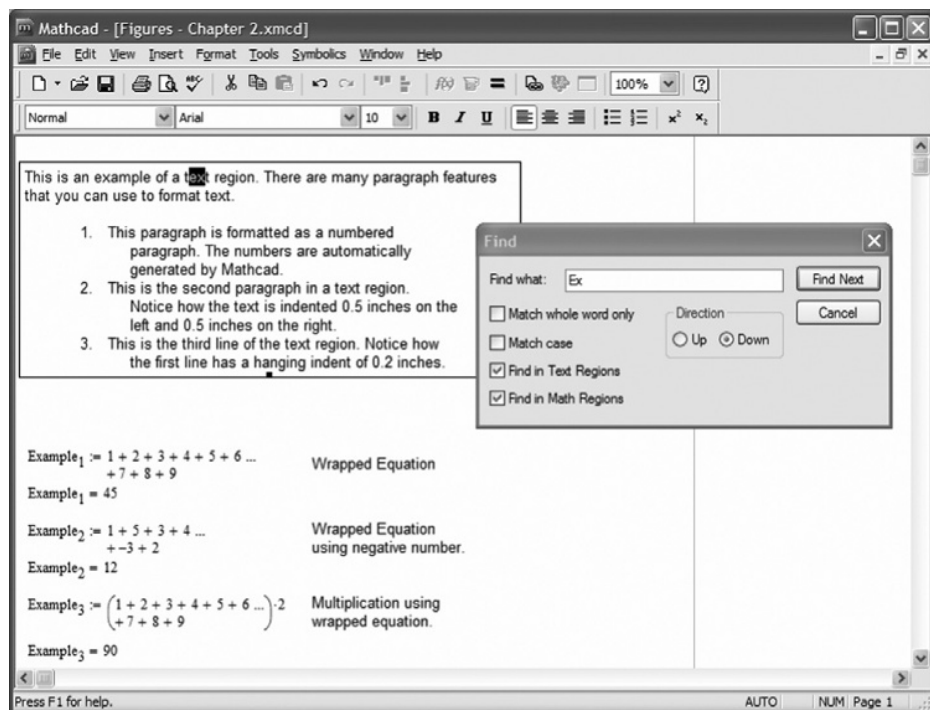 Mathcad - [Figures - Chapter 2.xmcd]
File Edit View Insert Format Tools Symbolics Window Help
100%
Normal Arial 10 B I U x² x₂
This is an example of a text region. There are many paragraph features
that you can use to format text.
1. This paragraph is formatted as a numbered
paragraph. The numbers are automatically
generated by Mathcad.
2. This is the second paragraph in a text region.
Notice how the text is indented 0.5 inches on the
left and 0.5 inches on the right.
3. This is the third line of the text region. Notice how
the first line has a hanging indent of 0.2 inches.
Find
Find what: Ex Find Next
Match whole word only Direction Cancel
Match case Up Down
Find in Text Regions
Find in Math Regions
Example₁ := 1 + 2 + 3 + 4 + 5 + 6 ... Wrapped Equation
+ 7 + 8 + 9
Example₁ = 45
Example₂ := 1 + 5 + 3 + 4 ... Wrapped Equation
+ -3 + 2 using negative number.
Example₂ = 12
Example₃ := (1 + 2 + 3 + 4 + 5 + 6 ...)·2 Multiplication using
(+ 7 + 8 + 9) wrapped equation.
Example₃ = 90
Press F1 for help. AUTO NUM Page 1